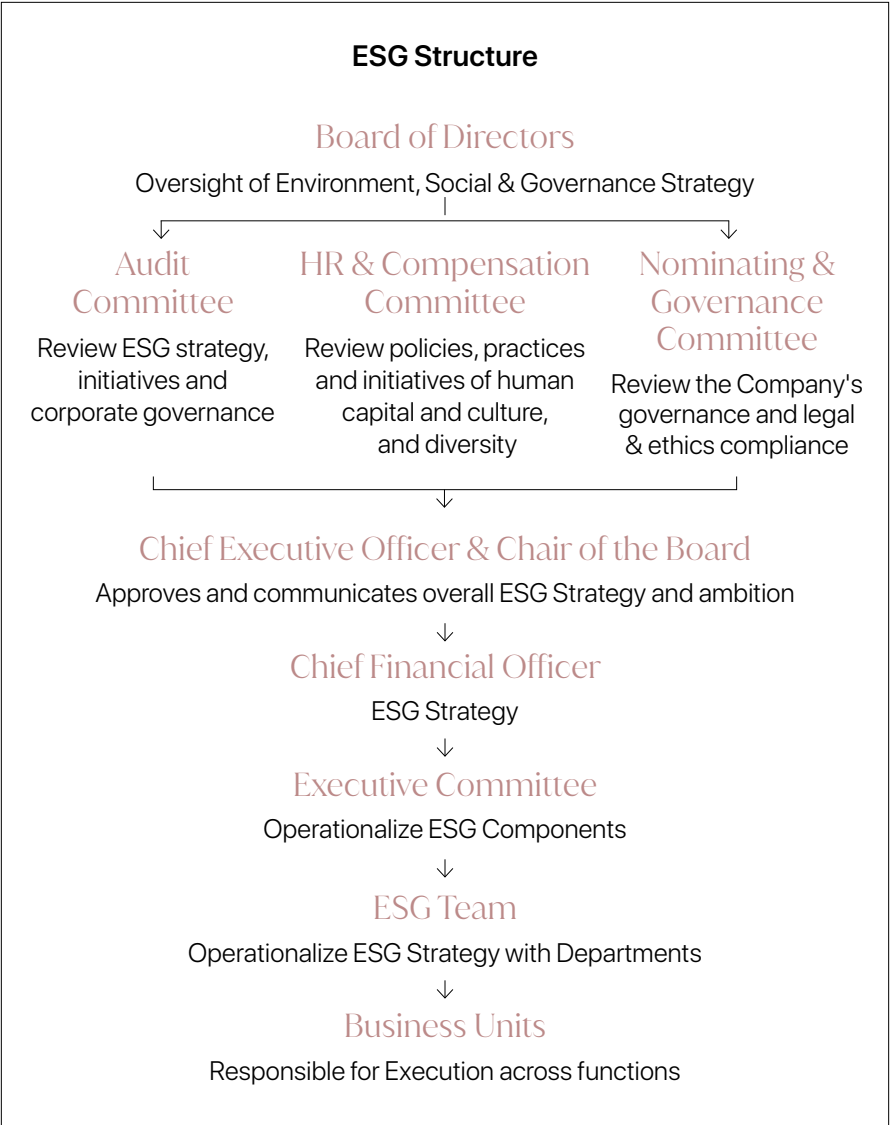 ESG Structure
Board of Directors
Oversight of Environment, Social & Governance Strategy
Audit
Committee
Review ESG strategy,
initiatives and
corporate governance
HR & Compensation
Committee
Review policies, practices
and initiatives of human
capital and culture,
and diversity
Nominating &
Governance
Committee
Review the Company's
governance and legal
& ethics compliance
Chief Executive Officer & Chair of the Board
Approves and communicates overall ESG Strategy and ambition
Chief Financial Officer
ESG Strategy
Executive Committee
Operationalize ESG Components
ESG Team
Operationalize ESG Strategy with Departments
Business Units
Responsible for Execution across functions